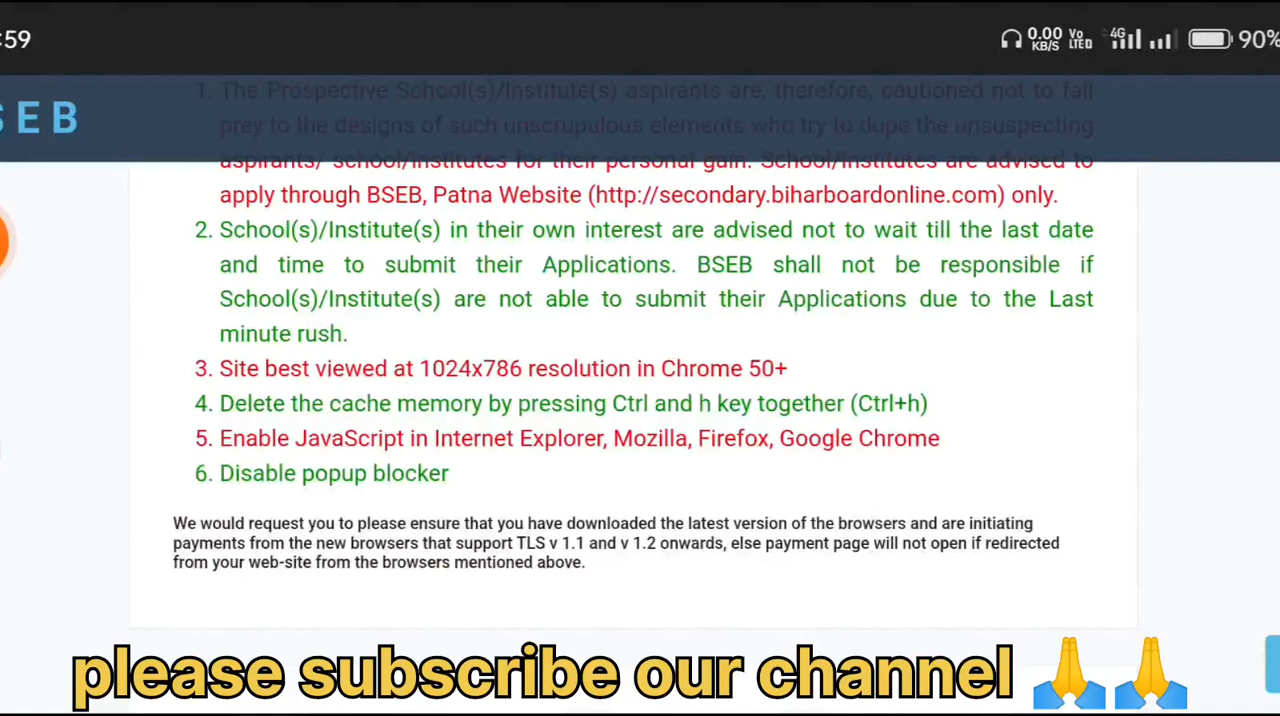 :59
0.00 KB/S Vo LTED 4G 90%
SEB
1. The Prospective School(s)/Institute(s) aspirants are, therefore, cautioned not to fall
pray to the designs of such unscrupulous elements who try to dupe the unsuspecting
aspirants/ school/institutes for their personal gain. School/Institutes are advised to
apply through BSEB, Patna Website (http://secondary.biharboardonline.com) only.
2. School(s)/Institute(s) in their own interest are advised not to wait till the last date
and time to submit their Applications. BSEB shall not be responsible if
School(s)/Institute(s) are not able to submit their Applications due to the Last
minute rush.
3. Site best viewed at 1024x786 resolution in Chrome 50+
4. Delete the cache memory by pressing Ctrl and h key together (Ctrl+h)
5. Enable JavaScript in Internet Explorer, Mozilla, Firefox, Google Chrome
6. Disable popup blocker
We would request you to please ensure that you have downloaded the latest version of the browsers and are initiating
payments from the new browsers that support TLS v 1.1 and v 1.2 onwards, else payment page will not open if redirected
from your web-site from the browsers mentioned above.
please subscribe our channel 🙏🙏